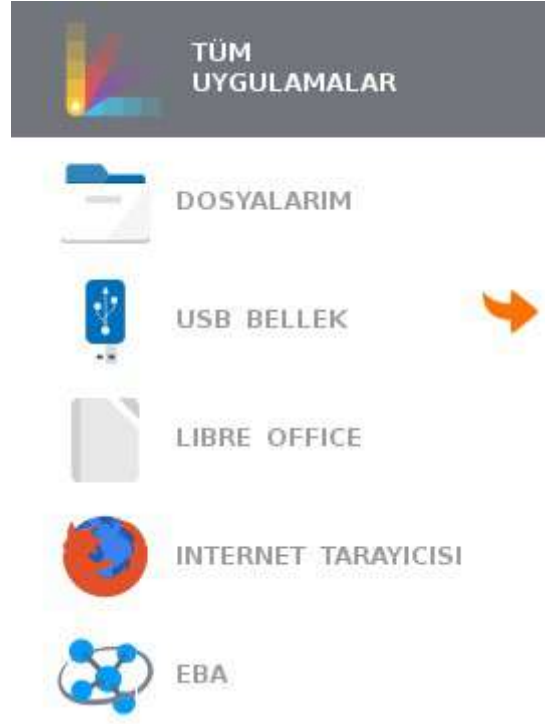 TÜM
UYGULAMALAR
DOSYALARIM
USB BELLEK
LIBRE OFFICE
INTERNET TARAYICISI
EBA